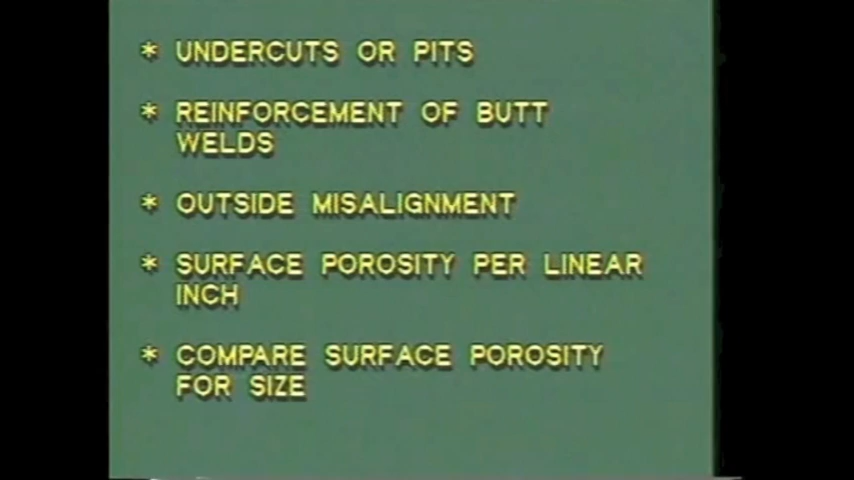 * UNDERCUTS OR PITS
* REINFORCEMENT OF BUTT
WELDS
* OUTSIDE MISALIGNMENT
* SURFACE POROSITY PER LINEAR
INCH
* COMPARE SURFACE POROSITY
FOR SIZE